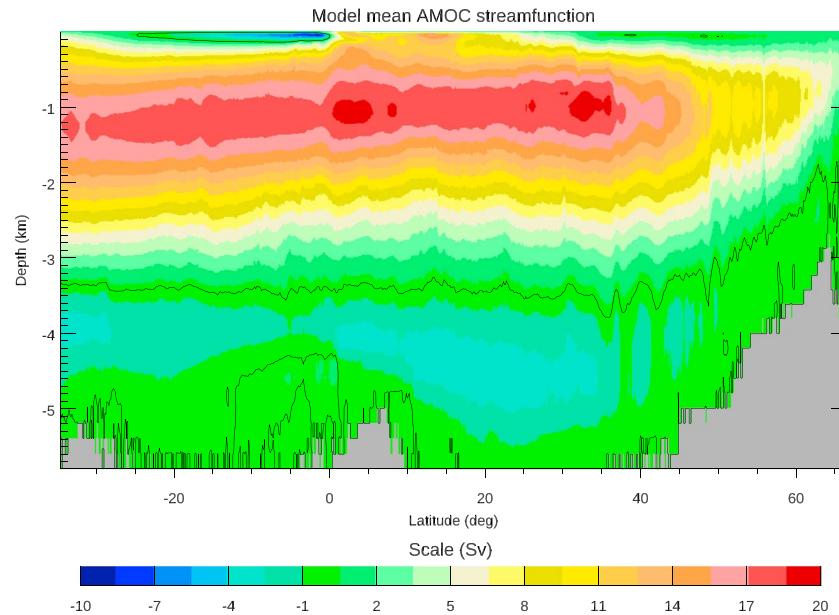 Model mean AMOC streamfunction
-1
-2
-3
-4
-5
Depth (km)
-20 0 20 40 60
Latitude (deg)
Scale (Sv)
-10 -7 -4 -1 2 5 8 11 14 17 20